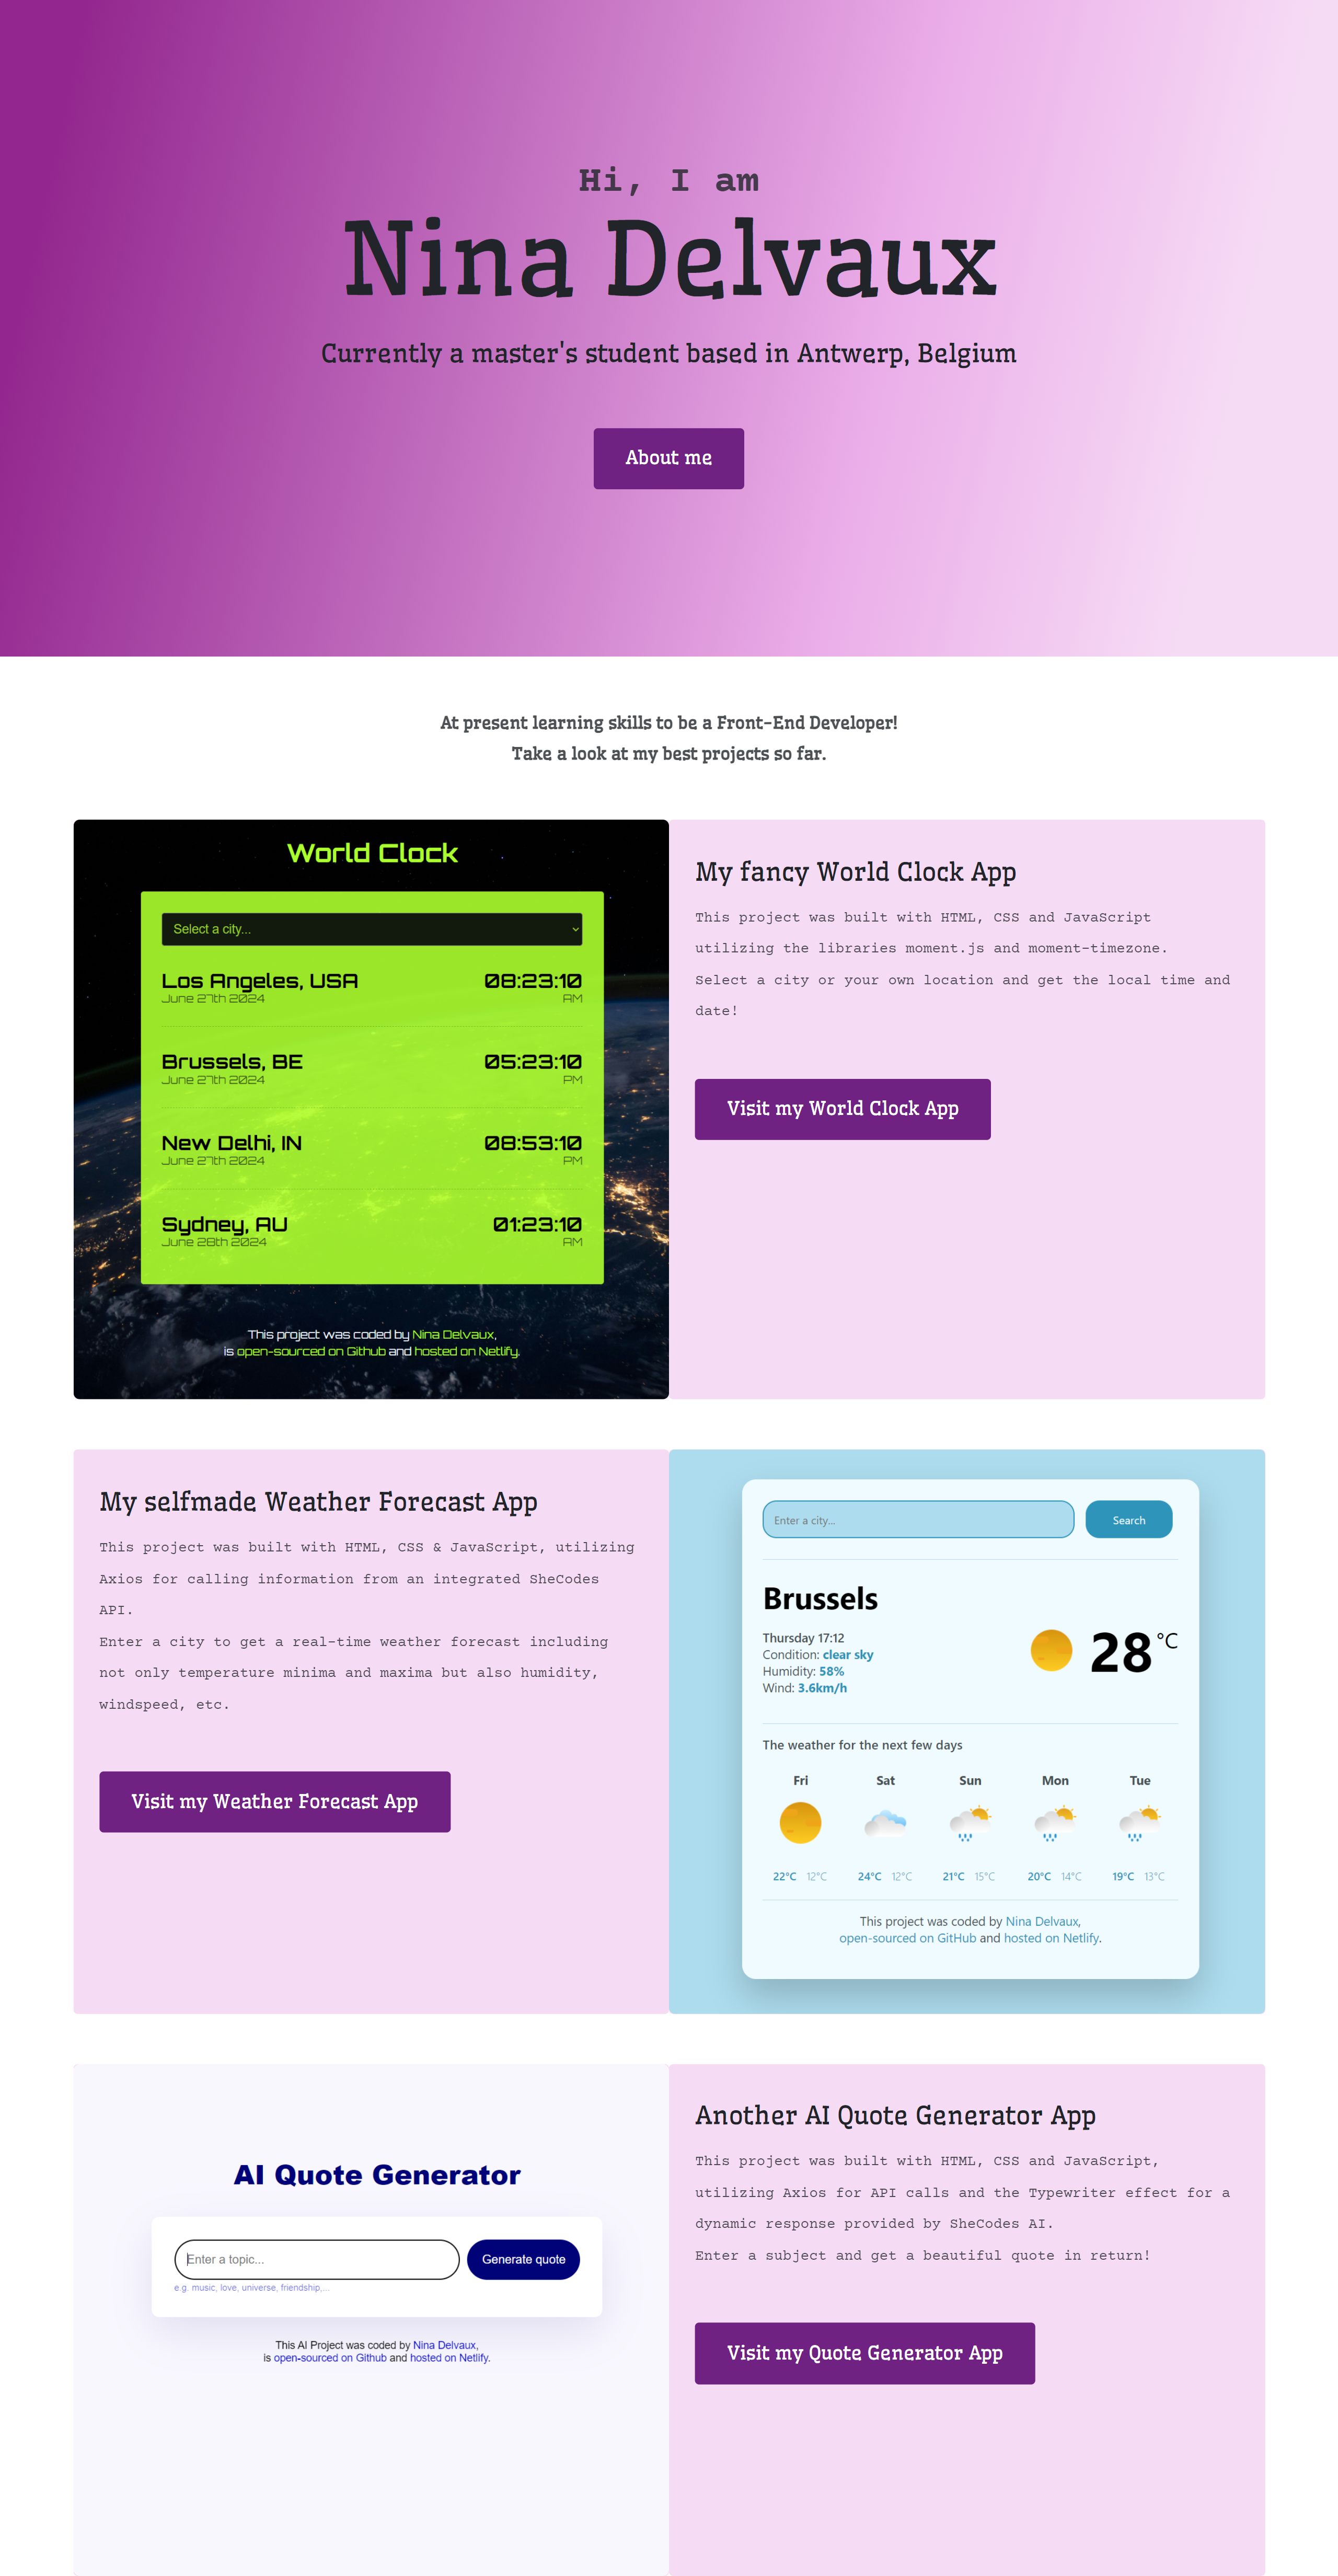 Hi, I am
Nina Delvaux
Currently a master's student based in Antwerp, Belgium
About me
At present learning skills to be a Front-End Developer!
Take a look at my best projects so far.
World Clock
Select a city...
Los Angeles, USA 08:23:10
June 27th 2024 AM
Brussels, BE 05:23:10
June 27th 2024 PM
New Delhi, IN 08:53:10
June 27th 2024 PM
Sydney, AU 01:23:10
June 28th 2024 AM
This project was coded by Nina Delvaux,
is open-sourced on Github and hosted on Netlify.
My fancy World Clock App
This project was built with HTML, CSS and JavaScript
utilizing the libraries moment.js and moment-timezone.
Select a city or your own location and get the local time and
date!
Visit my World Clock App
My selfmade Weather Forecast App
This project was built with HTML, CSS & JavaScript, utilizing
Axios for calling information from an integrated SheCodes
API.
Enter a city to get a real-time weather forecast including
not only temperature minima and maxima but also humidity,
windspeed, etc.
Visit my Weather Forecast App
Enter a city... Search
Brussels
Thursday 17:12
Condition: clear sky
Humidity: 58%
Wind: 3.6km/h
28 °C
The weather for the next few days
Fri Sat Sun Mon Tue
22°C 12°C 24°C 12°C 21°C 15°C 20°C 14°C 19°C 13°C
This project was coded by Nina Delvaux,
open-sourced on GitHub and hosted on Netlify.
AI Quote Generator
Enter a topic... Generate quote
e.g. music, love, universe, friendship,...
This AI Project was coded by Nina Delvaux,
is open-sourced on Github and hosted on Netlify.
Another AI Quote Generator App
This project was built with HTML, CSS and JavaScript,
utilizing Axios for API calls and the Typewriter effect for a
dynamic response provided by SheCodes AI.
Enter a subject and get a beautiful quote in return!
Visit my Quote Generator App